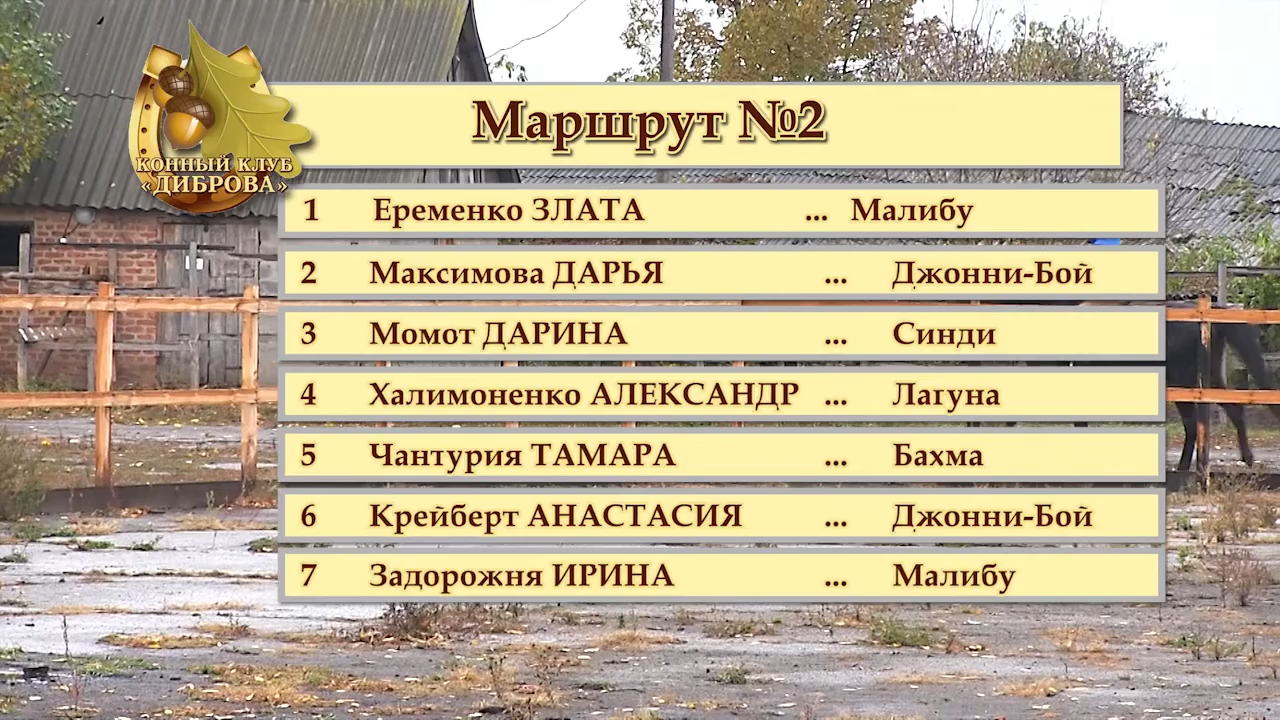 Маршрут №2
КОННЫЙ КЛУБ
«ДИБРОВА»
1 Еременко ЗЛАТА ... Малибу
2 Максимова ДАРЬЯ ... Джонни-Бой
3 Момот ДАРИНА ... Синди
4 Халимоненко АЛЕКСАНДР ... Лагуна
5 Чантурия ТАМАРА ... Бахма
6 Крейберт АНАСТАСИЯ ... Джонни-Бой
7 Задорожня ИРИНА ... Малибу